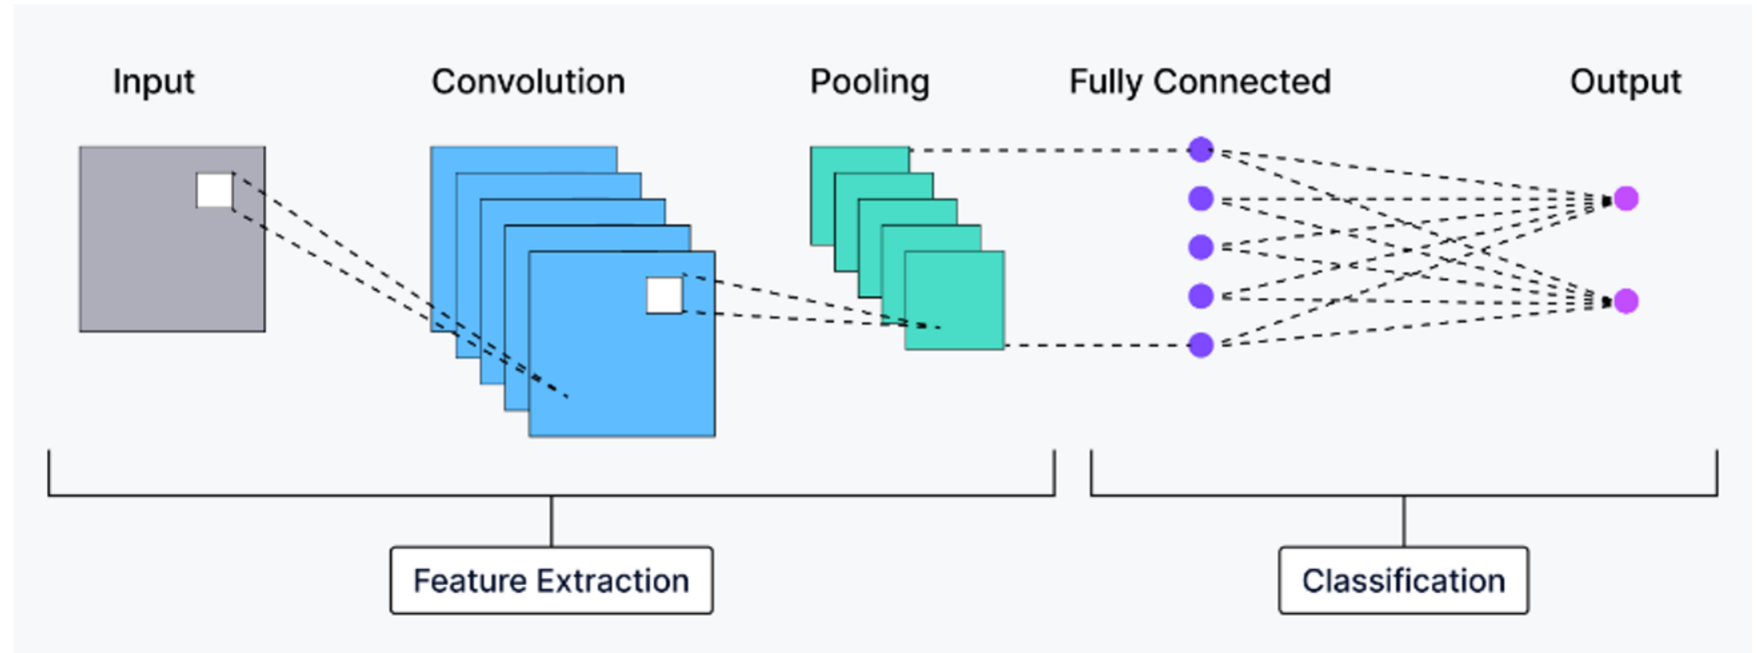 Input
Convolution
Pooling
Fully Connected
Output
Feature Extraction
Classification